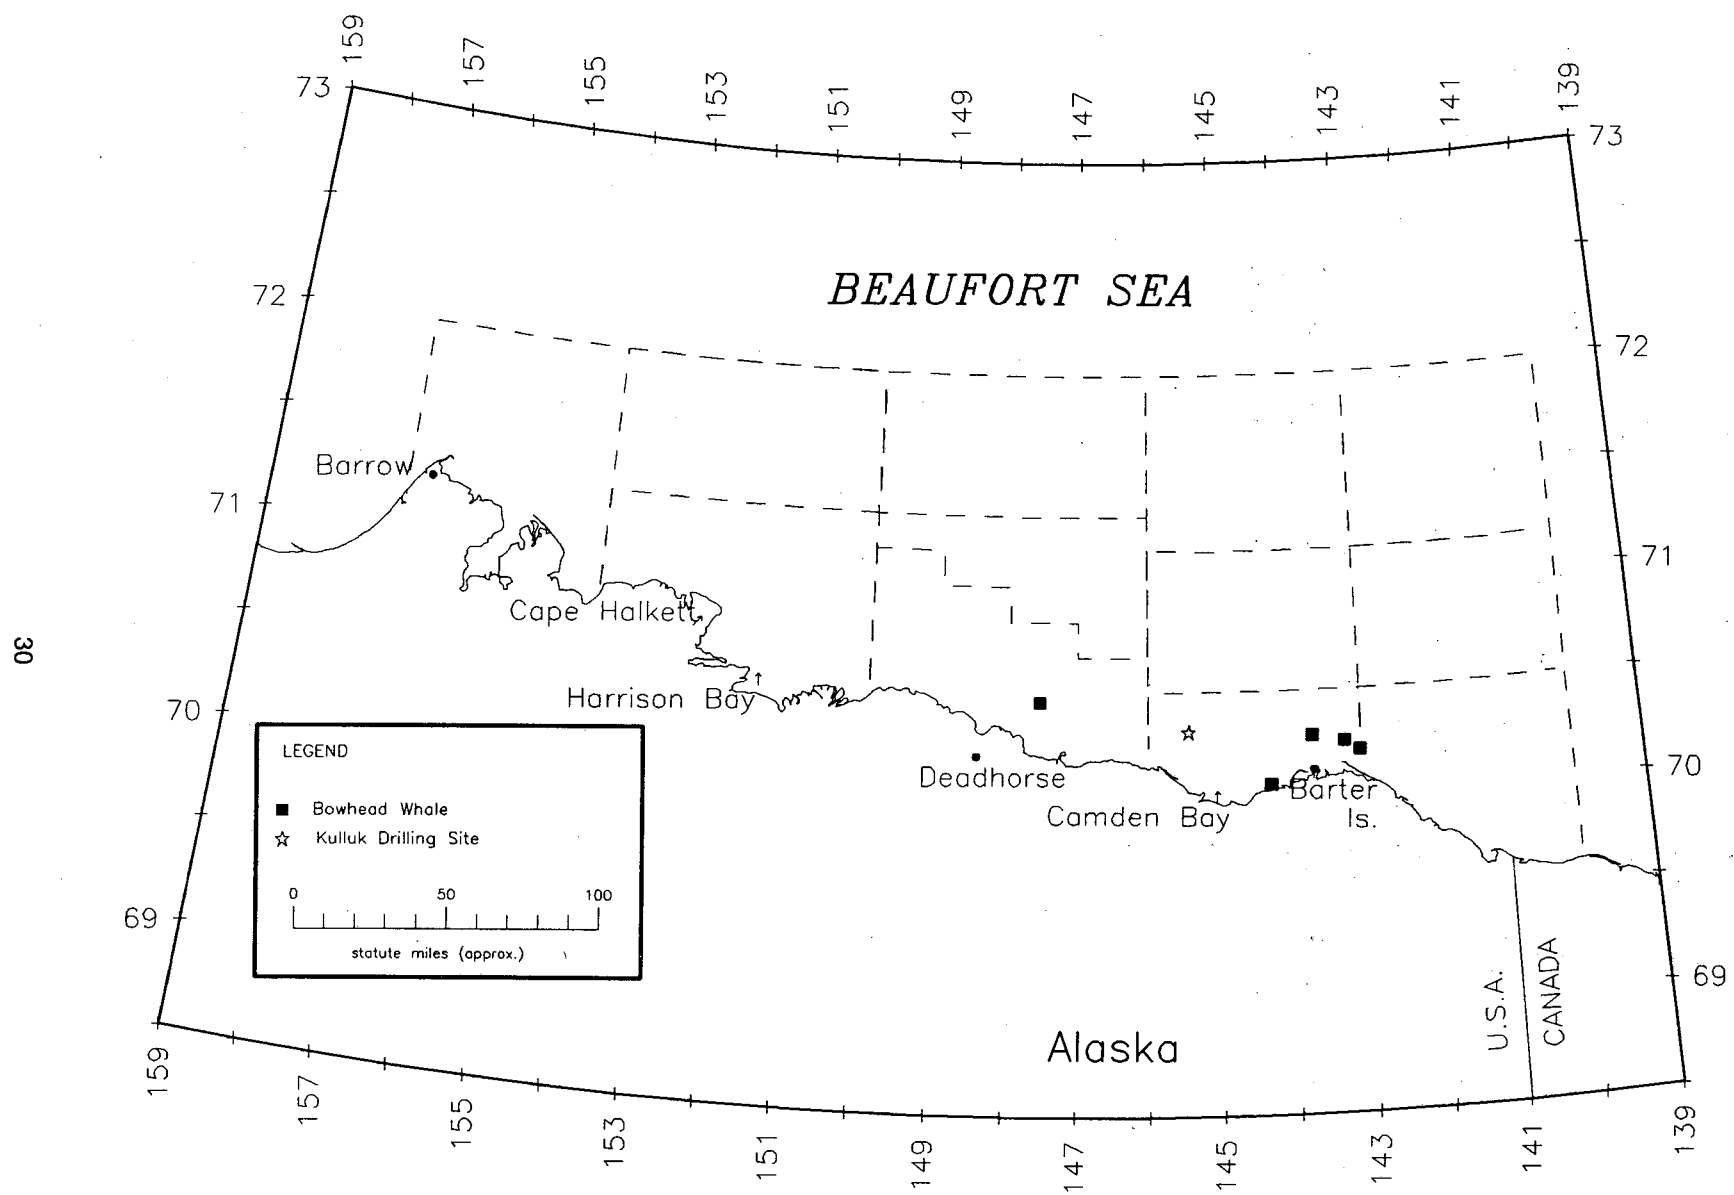 159
157
155
153
151
149
147
145
143
141
139
73
73
BEAUFORT SEA
72
72
Barrow
71
71
Cape Halkett
30
Harrison Bay
70
70
LEGEND
Deadhorse
Barter
Is.
Camden Bay
Bowhead Whale
Kulluk Drilling Site
0 50 100
statute miles (approx.)
69
69
U.S.A.
CANADA
Alaska
159
157
155
153
151
149
147
145
143
141
139